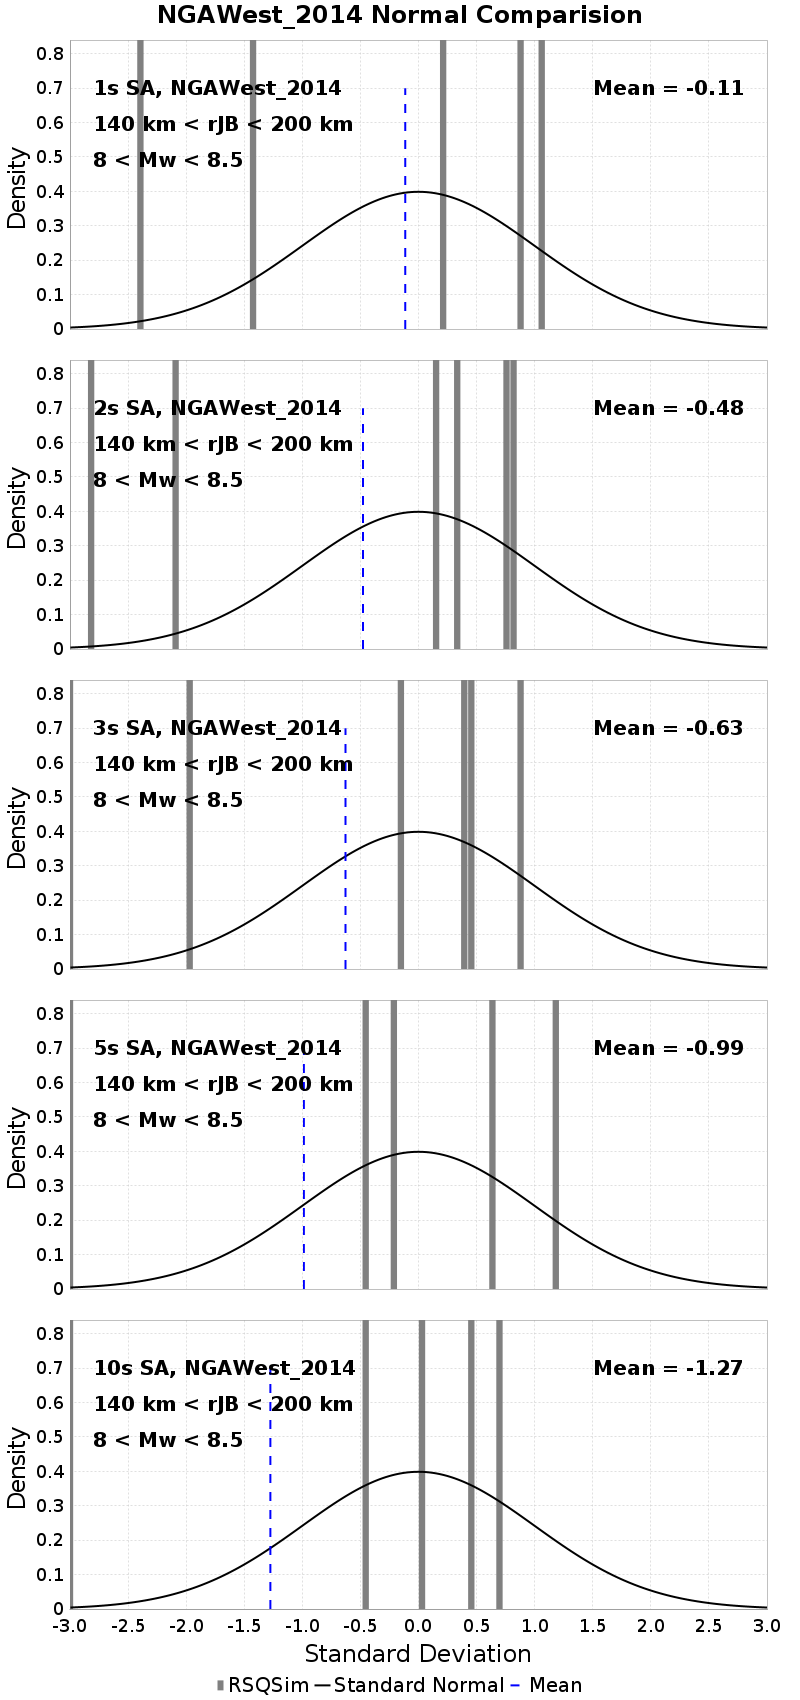 NGAWest_2014 Normal Comparision
0.8
1s SA, NGAWest_2014 Mean = -0.11
0.7
140 km < rJB < 200 km
0.6
8 < Mw < 8.5
0.5
0.4
0.3
0.2
0.1
0
Density
0.8
2s SA, NGAWest_2014 Mean = -0.48
0.7
140 km < rJB < 200 km
0.6
8 < Mw < 8.5
0.5
0.4
0.3
0.2
0.1
0
Density
0.8
3s SA, NGAWest_2014 Mean = -0.63
0.7
140 km < rJB < 200 km
0.6
8 < Mw < 8.5
0.5
0.4
0.3
0.2
0.1
0
Density
0.8
5s SA, NGAWest_2014 Mean = -0.99
0.7
140 km < rJB < 200 km
0.6
8 < Mw < 8.5
0.5
0.4
0.3
0.2
0.1
0
Density
0.8
10s SA, NGAWest_2014 Mean = -1.27
0.7
140 km < rJB < 200 km
0.6
8 < Mw < 8.5
0.5
0.4
0.3
0.2
0.1
0
Density
-3.0 -2.5 -2.0 -1.5 -1.0 -0.5 0.0 0.5 1.0 1.5 2.0 2.5 3.0
Standard Deviation
RSQSim Standard Normal Mean